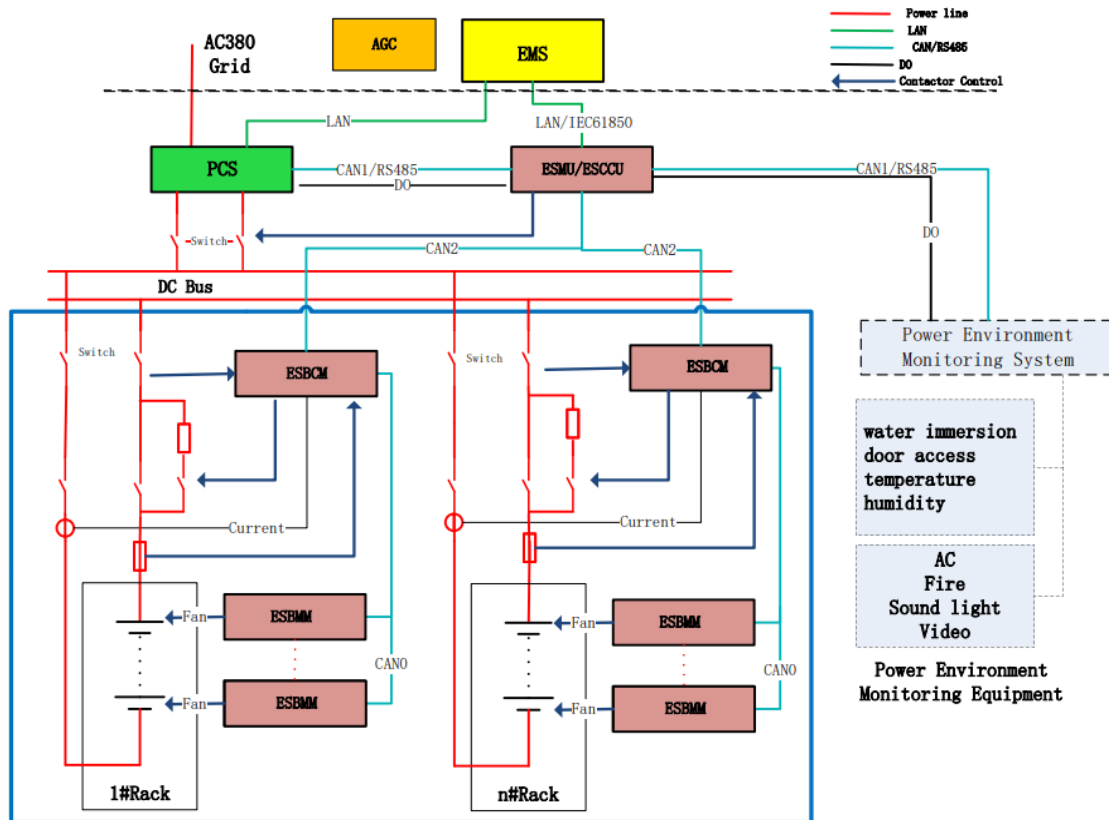 Power line
LAN
CAN/RS485
DO
Contactor Control
AC380
Grid
AGC
EMS
LAN
LAN/IEC61850
PCS
CAN1/RS485
DO
ESMU/ESCCU
CAN1/RS485
DO
Switch
CAN2
CAN2
DC Bus
Power Environment
Monitoring System
Switch
ESBCM
Switch
ESBCM
water immersion
door access
temperature
humidity
Current
Current
AC
Fire
Sound light
Video
Fan
ESBMM
Fan
ESBMM
CAN0
CAN0
Power Environment
Monitoring Equipment
Fan
ESBMM
Fan
ESBMM
1#Rack
n#Rack